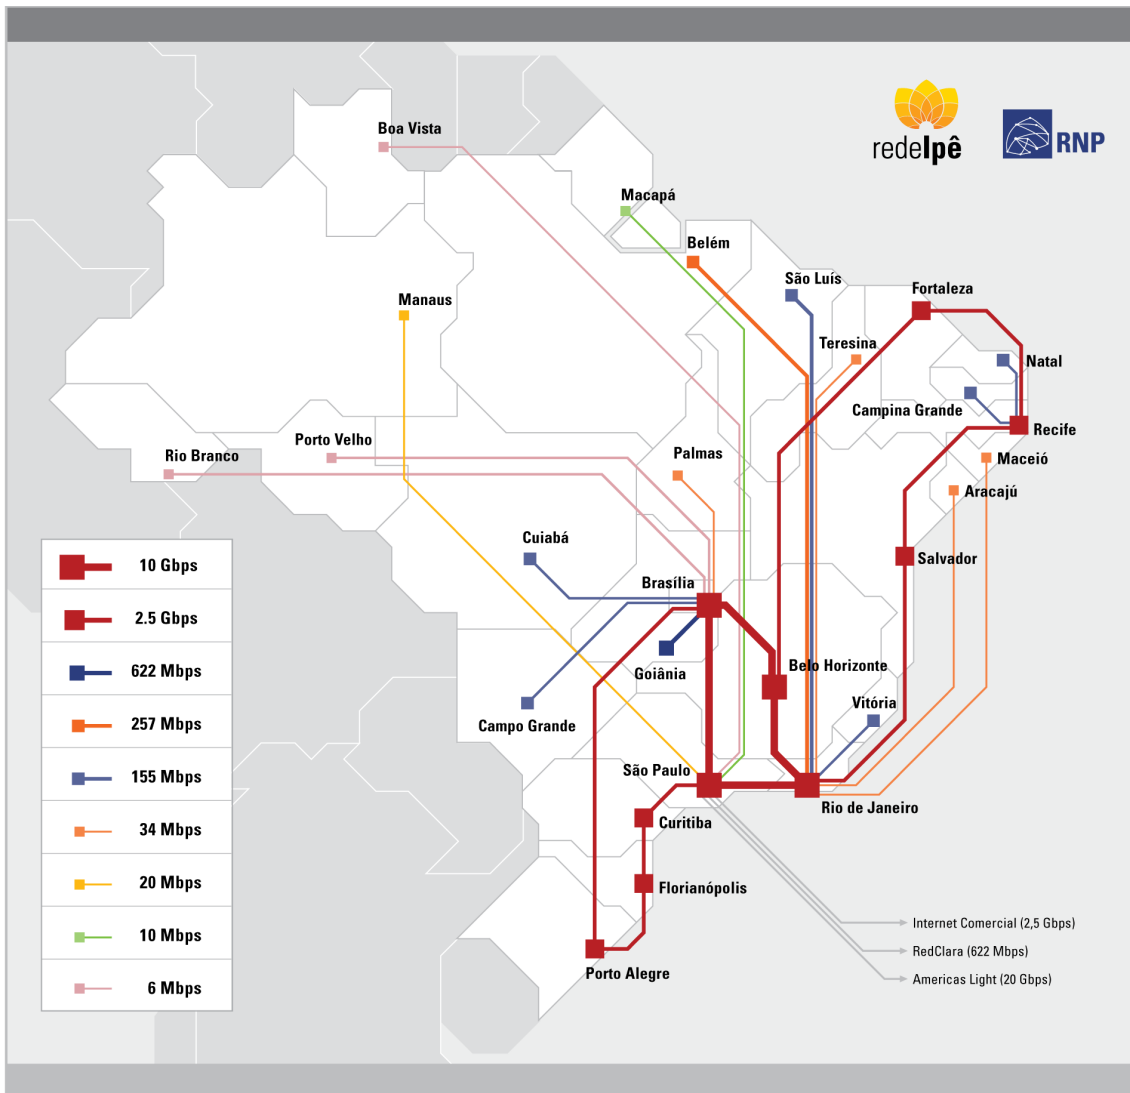 Boa Vista
redeIpê
RNP
Macapá
Belém
São Luís
Fortaleza
Manaus
Teresina
Natal
Campina Grande
Recife
Porto Velho
Rio Branco
Palmas
Maceió
Aracajú
Cuiabá
Salvador
Brasília
Goiânia
Belo Horizonte
Vitória
Campo Grande
São Paulo
Rio de Janeiro
Curitiba
Florianópolis
Porto Alegre
10 Gbps
2.5 Gbps
622 Mbps
257 Mbps
155 Mbps
34 Mbps
20 Mbps
10 Mbps
6 Mbps
Internet Comercial (2,5 Gbps)
RedClara (622 Mbps)
Americas Light (20 Gbps)